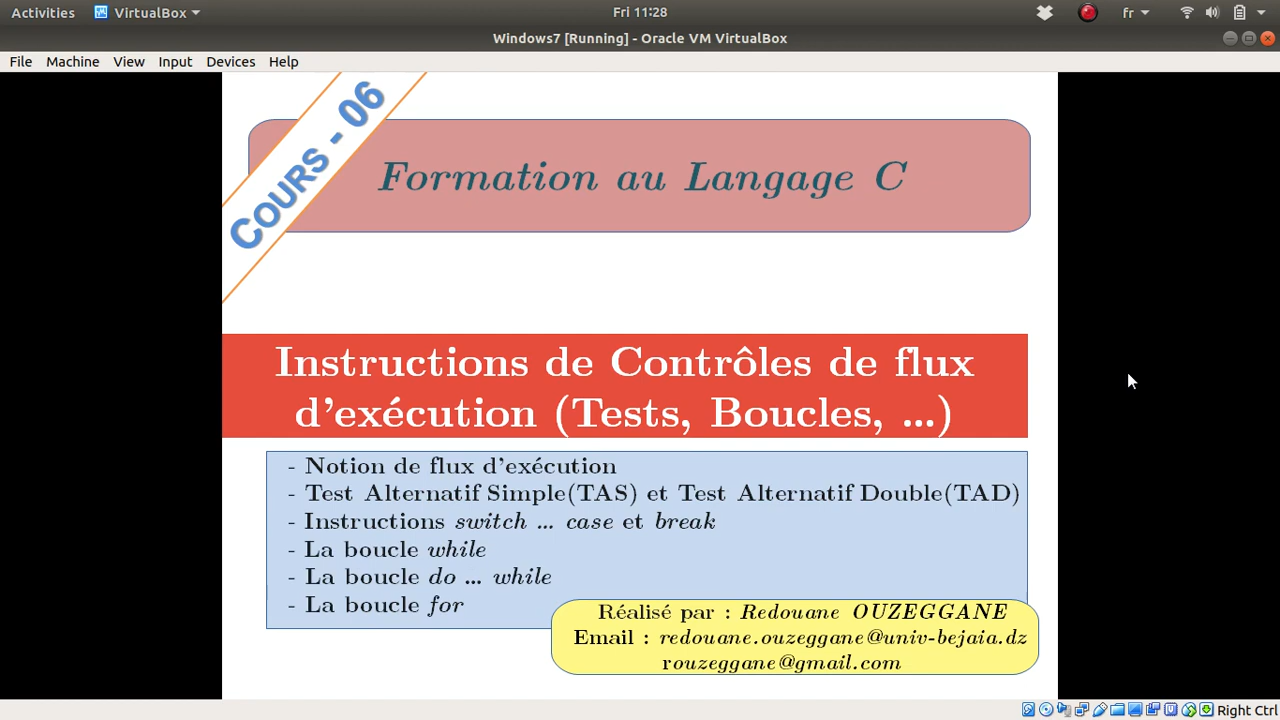 Activities VirtualBox Fri 11:28 fr
Windows7 [Running] - Oracle VM VirtualBox
File Machine View Input Devices Help
COURS - 06
Formation au Langage C
Instructions de Contrôles de flux
d'exécution (Tests, Boucles, ...)
- Notion de flux d'exécution
- Test Alternatif Simple(TAS) et Test Alternatif Double(TAD)
- Instructions switch ... case et break
- La boucle while
- La boucle do ... while
- La boucle for
Réalisé par : Redouane OUZEGGANE
Email : redouane.ouzeggane@univ-bejaia.dz
rouzeggane@gmail.com
Right Ctrl